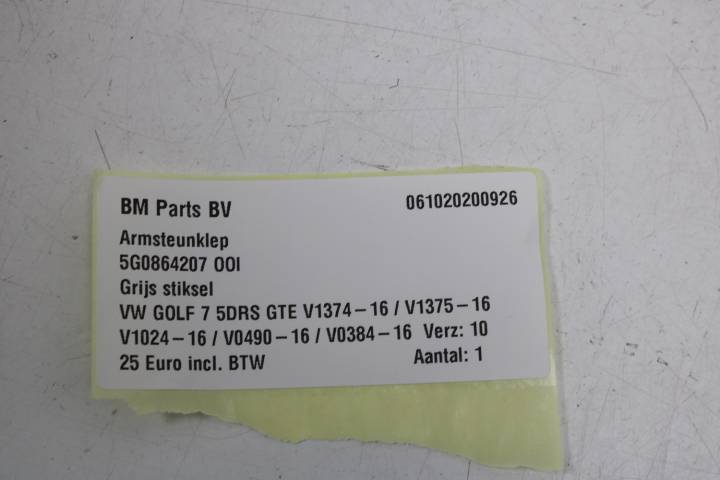 BM Parts BV 061020200926
Armsteunklep
5G0864207 OOI
Grijs stiksel
VW GOLF 7 5DRS GTE V1374-16 / V1375-16
V1024-16 / V0490-16 / V0384-16 Verz: 10
25 Euro incl. BTW Aantal: 1